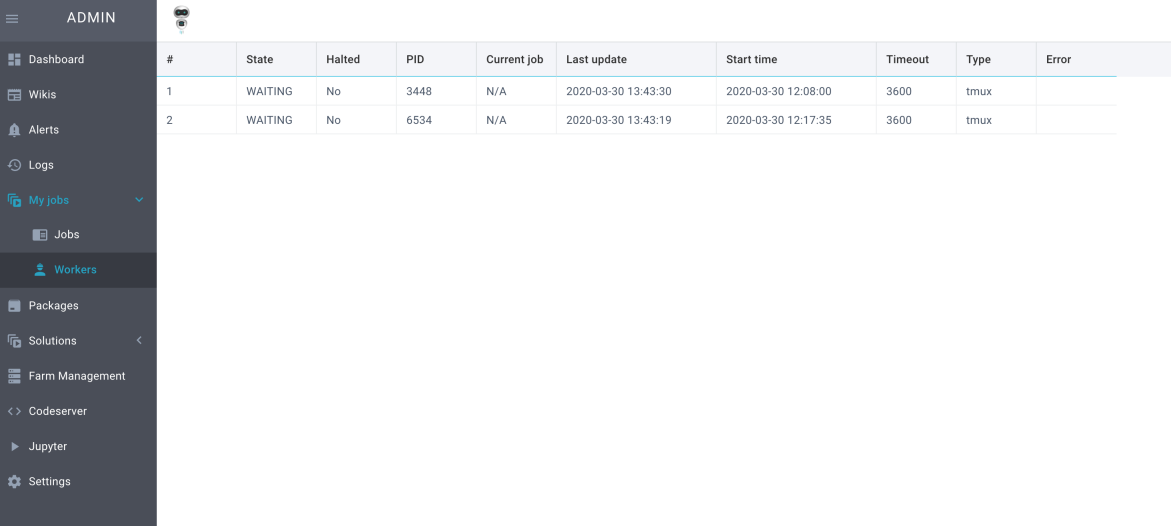 ADMIN
Dashboard
Wikis
Alerts
Logs
My jobs
Jobs
Workers
Packages
Solutions
Farm Management
Codeserver
Jupyter
Settings
# State Halted PID Current job Last update Start time Timeout Type Error
1 WAITING No 3448 N/A 2020-03-30 13:43:30 2020-03-30 12:08:00 3600 tmux
2 WAITING No 6534 N/A 2020-03-30 13:43:19 2020-03-30 12:17:35 3600 tmux